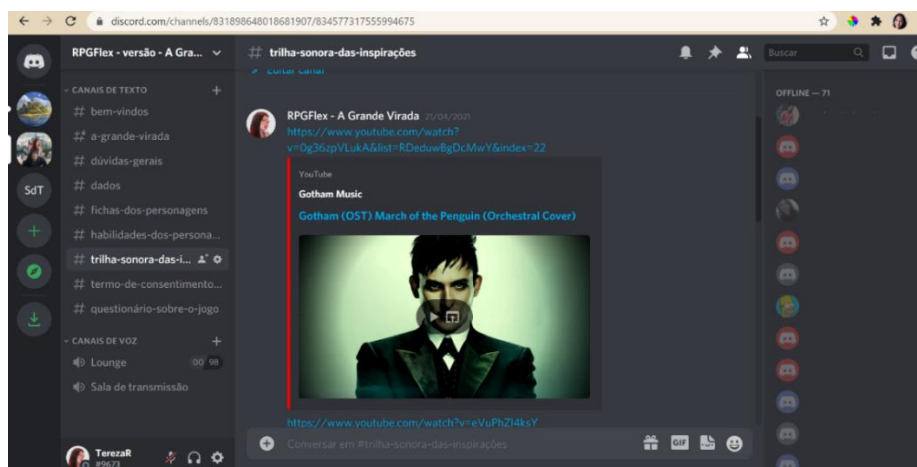 discord.com/channels/831898648018681907/834577317555994675
RPGFlex - versão - A Gra...
# trilha-sonora-das-inspirações
Buscar
Editar canal
CANAIS DE TEXTO
# bem-vindos
# a-grande-virada
# dúvidas-gerais
# dados
# fichas-dos-personagens
# habilidades-dos-persona...
# trilha-sonora-das-i...
# termo-de-consentimento...
# questionário-sobre-o-jogo
CANAIS DE VOZ
Lounge
00 98
Sala de transmissão
SdT
TerezaR
#9673
RPGFlex - A Grande Virada 21/04/2021
https://www.youtube.com/watch?
v=0g36zpVLukA&list=RDeduwBgDcMwY&index=22
YouTube
Gotham Music
Gotham (OST) March of the Penguin (Orchestral Cover)
https://www.youtube.com/watch?v=eVuPhZl4ksY
Conversar em #trilha-sonora-das-inspirações
GIF
OFFLINE — 71